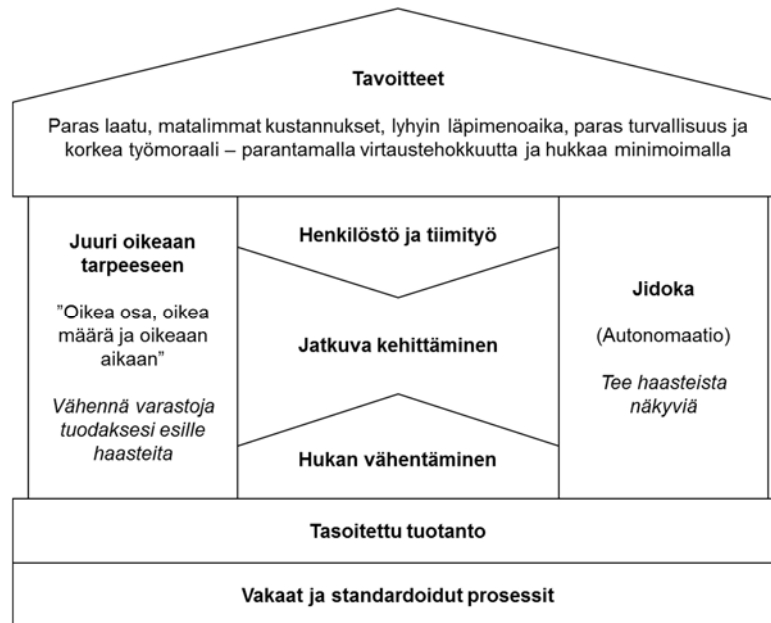 Tavoitteet
Paras laatu, matalimmat kustannukset, lyhyin läpimenoaika, paras turvallisuus ja
korkea työmoraali – parantamalla virtaustehokkuutta ja hukkaa minimoimalla
Juuri oikeaan
tarpeeseen
”Oikea osa, oikea
määrä ja oikeaan
aikaan”
Vähennä varastoja
tuodaksesi esille
haasteita
Henkilöstö ja tiimityö
Jatkuva kehittäminen
Hukan vähentäminen
Jidoka
(Autonomaatio)
Tee haasteista
näkyviä
Tasoitettu tuotanto
Vakaat ja standardoidut prosessit